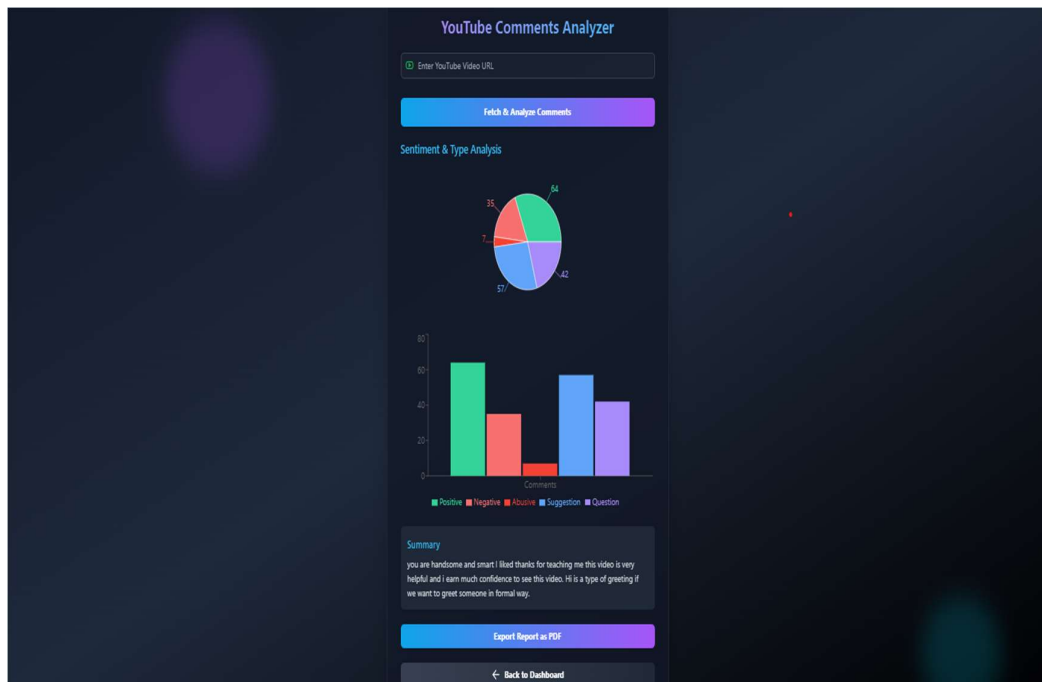 YouTube Comments Analyzer
Enter YouTube Video URL
Fetch & Analyze Comments
Sentiment & Type Analysis
64
35
7
57
42
80
60
40
20
0
Comments
Positive Negative Abusive Suggestion Question
Summary
you are handsome and smart I liked thanks for teaching me this video is very
helpful and i earn much confidence to see this video. Hi is a type of greeting if
we want to greet someone in formal way.
Export Report as PDF
Back to Dashboard